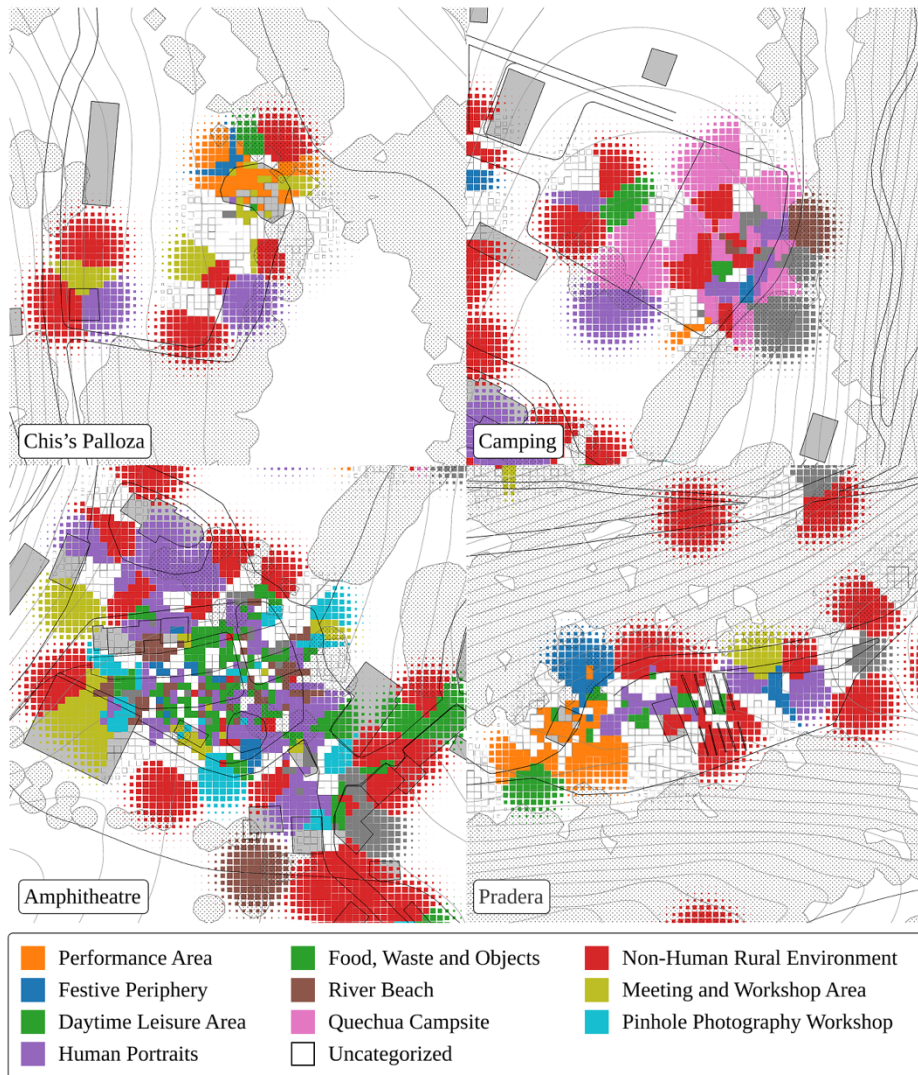 Chis's Palloza
Camping
Amphitheatre
Pradera
Performance Area
Festive Periphery
Daytime Leisure Area
Human Portraits
Food, Waste and Objects
River Beach
Quechua Campsite
Uncategorized
Non-Human Rural Environment
Meeting and Workshop Area
Pinhole Photography Workshop